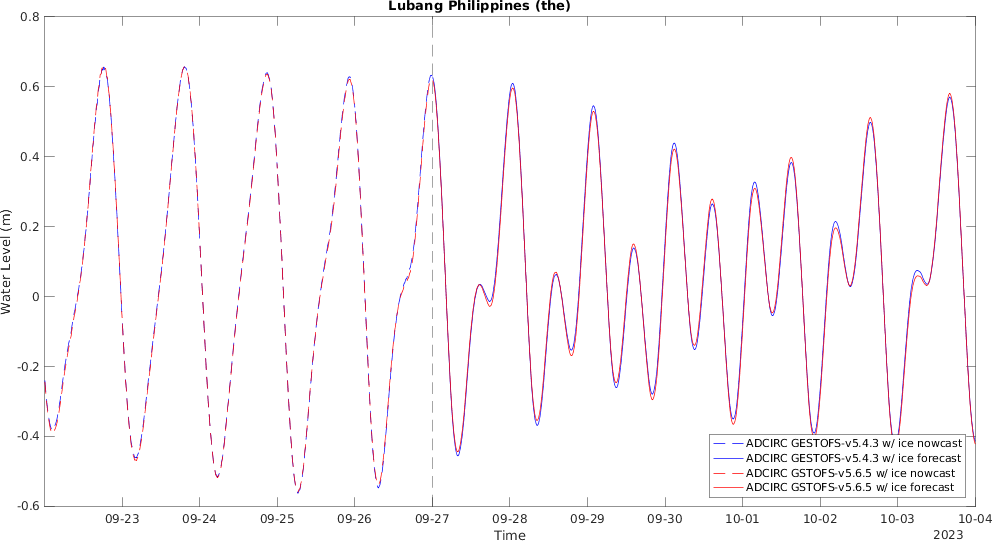 Lubang Philippines (the)
0.8
0.6
0.4
0.2
0
-0.2
-0.4
-0.6
Water Level (m)
09-23 09-24 09-25 09-26 09-27 09-28 09-29 09-30 10-01 10-02 10-03 10-04
Time
2023
ADCIRC GESTOFS-v5.4.3 w/ ice nowcast
ADCIRC GESTOFS-v5.4.3 w/ ice forecast
ADCIRC GSTOFS-v5.6.5 w/ ice nowcast
ADCIRC GSTOFS-v5.6.5 w/ ice forecast